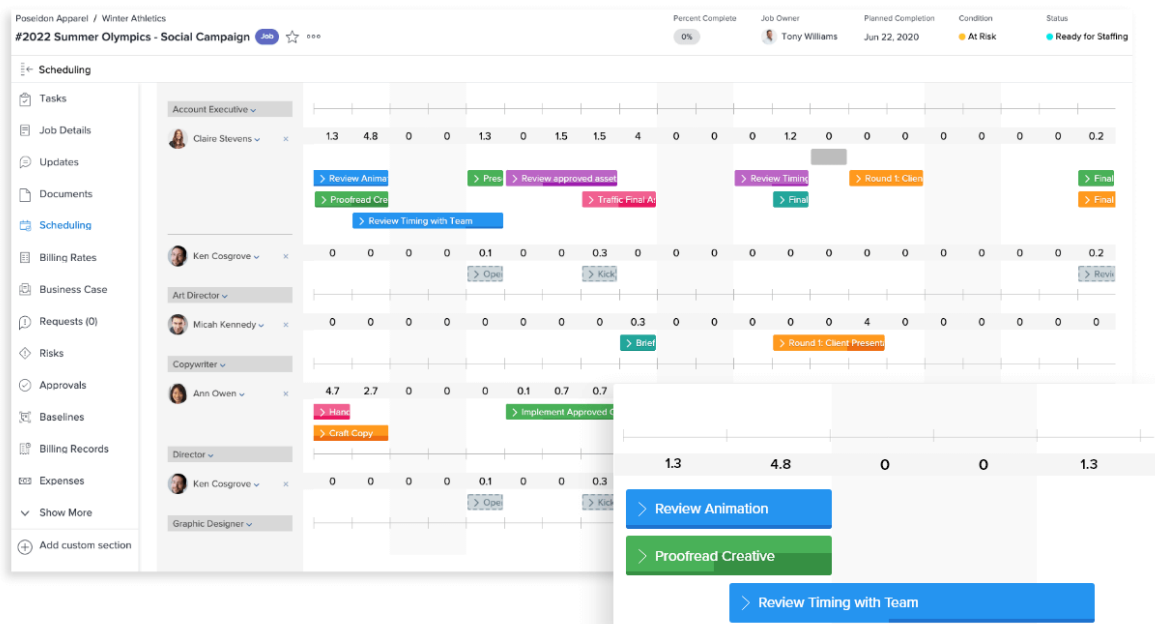 Poseidon Apparel / Winter Athletics
#2022 Summer Olympics - Social Campaign Job
Percent Complete
0%
Job Owner
Tony Williams
Planned Completion
Jun 22, 2020
Condition
At Risk
Status
Ready for Staffing
Scheduling
Tasks
Job Details
Updates
Documents
Scheduling
Billing Rates
Business Case
Requests (0)
Risks
Approvals
Baselines
Billing Records
Expenses
Show More
Add custom section
Account Executive
Claire Stevens × 1.3 4.8 0 0 1.3 0 1.5 1.5 4 0 0 0 1.2 0 0 0 0 0 0 0 0.2
Review Animat Pres Review approved asset Review Timing Round 1: Client Final
Proofread Cre Traffic Final As Final Final
Review Timing with Team
Ken Cosgrove × 0 0 0 0 0.1 0 0 0.3 0 0 0 0 0 0 0 0 0 0 0 0 0.2
Ope Kick Revie
Art Director
Micah Kennedy × 0 0 0 0 0 0 0 0 0.3 0 0 0 0 0 4 0 0 0 0 0 0
Brief Round 1: Client Presenta
Copywriter
Ann Owen × 4.7 2.7 0 0 0 0.1 0.7 0.7
Hand Implement Approved C
Craft Copy
Director
Ken Cosgrove × 0 0 0 0 0.1 0 0 0.3
Ope Kick
Graphic Designer
1.3 4.8 0 0 1.3
Review Animation
Proofread Creative
Review Timing with Team